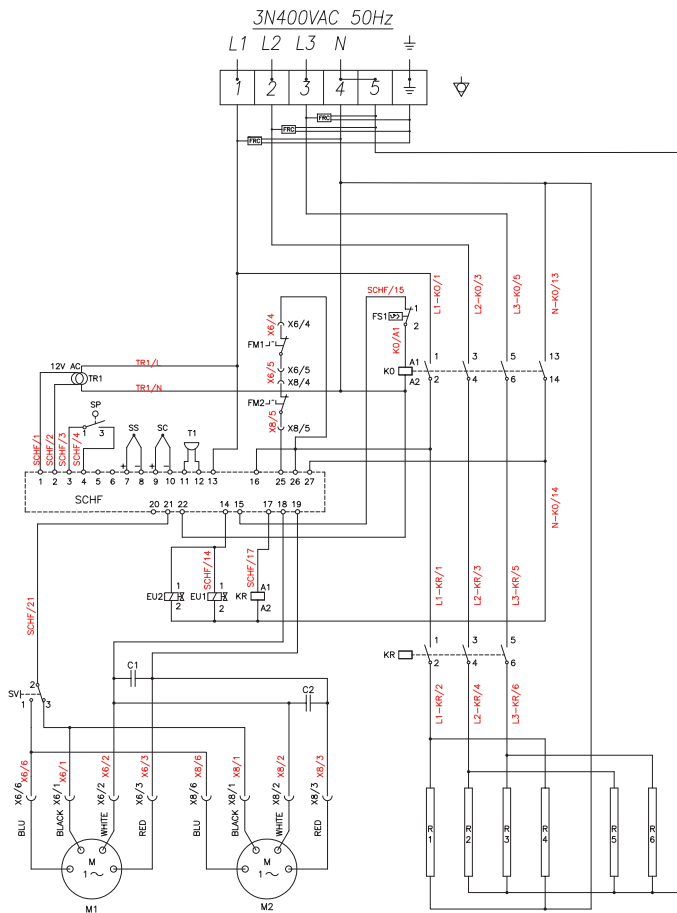 3N400VAC 50Hz
L1 L2 L3 N
1 2 3 4 5
FRC
FRC
FRC
SCHF/15
L1-K0/1
L2-K0/3
L3-K0/5
N-K0/13
X6/4
X6/4
FS1
1
2
K0/A1
FM1
12V AC
TR1/L
X6/5
X6/5
X8/4
K0
A1
A2
1 3 5 13
2 4 6 14
TR1
TR1/N
FM2
X8/5
X8/5
SP
1 3
SS
SC
T1
SCHF/1
SCHF/2
SCHF/3
SCHF/4
+ - + -
1 2 3 4 5 6 7 8 9 10 11 12 13 16 25 26 27
SCHF
20 21 22 14 15 17 18 19
N-K0/14
SCHF/14
SCHF/17
L1-KR/1
L2-KR/3
L3-KR/5
EU2
1
2
EU1
1
2
KR
A1
A2
SCHF/21
KR
1 3 5
2 4 6
C1
C2
SV
2
1 3
L1-KR/2
L2-KR/4
L3-KR/6
X6/6 X6/6
X6/1 X6/1
X6/2 X6/2
X6/3 X6/3
X8/6 X8/6
X8/1 X8/1
X8/2 X8/2
X8/3 X8/3
BLU BLACK WHITE RED BLU BLACK WHITE RED
R1 R2 R3 R4 R5 R6
M
1~
M
1~
M1
M2